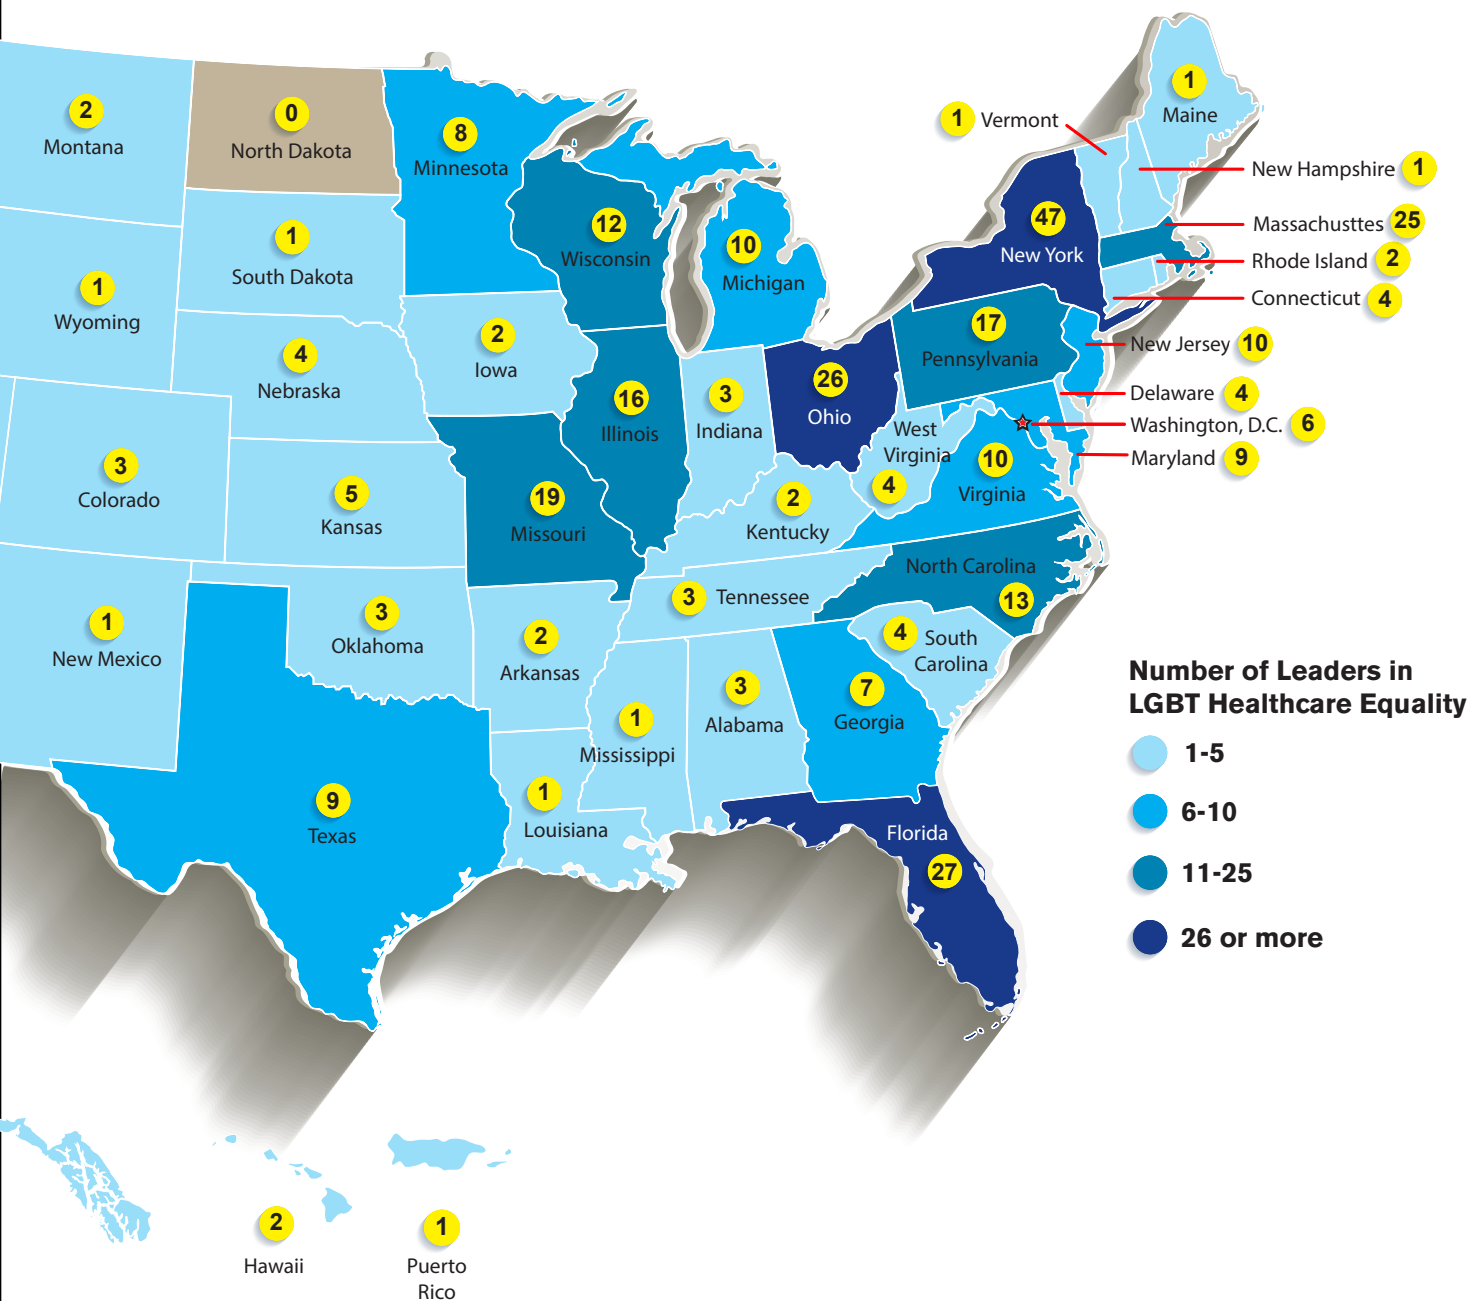 2
Montana
0
North Dakota
8
Minnesota
1
Maine
1 Vermont
New Hampshire 1
47
New York
Massachusttes 25
Rhode Island 2
Connecticut 4
1
South Dakota
12
Wisconsin
10
Michigan
1
Wyoming
2
Iowa
17
Pennsylvania
New Jersey 10
4
Nebraska
16
Illinois
3
Indiana
26
Ohio
Delaware 4
Washington, D.C. 6
Maryland 9
West
Virginia
4
10
Virginia
3
Colorado
5
Kansas
19
Missouri
2
Kentucky
North Carolina
13
1
New Mexico
3
Oklahoma
2
Arkansas
3 Tennessee
4 South
Carolina
1
Mississippi
3
Alabama
7
Georgia
9
Texas
1
Louisiana
Florida
27
Number of Leaders in
LGBT Healthcare Equality
1-5
6-10
11-25
26 or more
2
Hawaii
1
Puerto
Rico